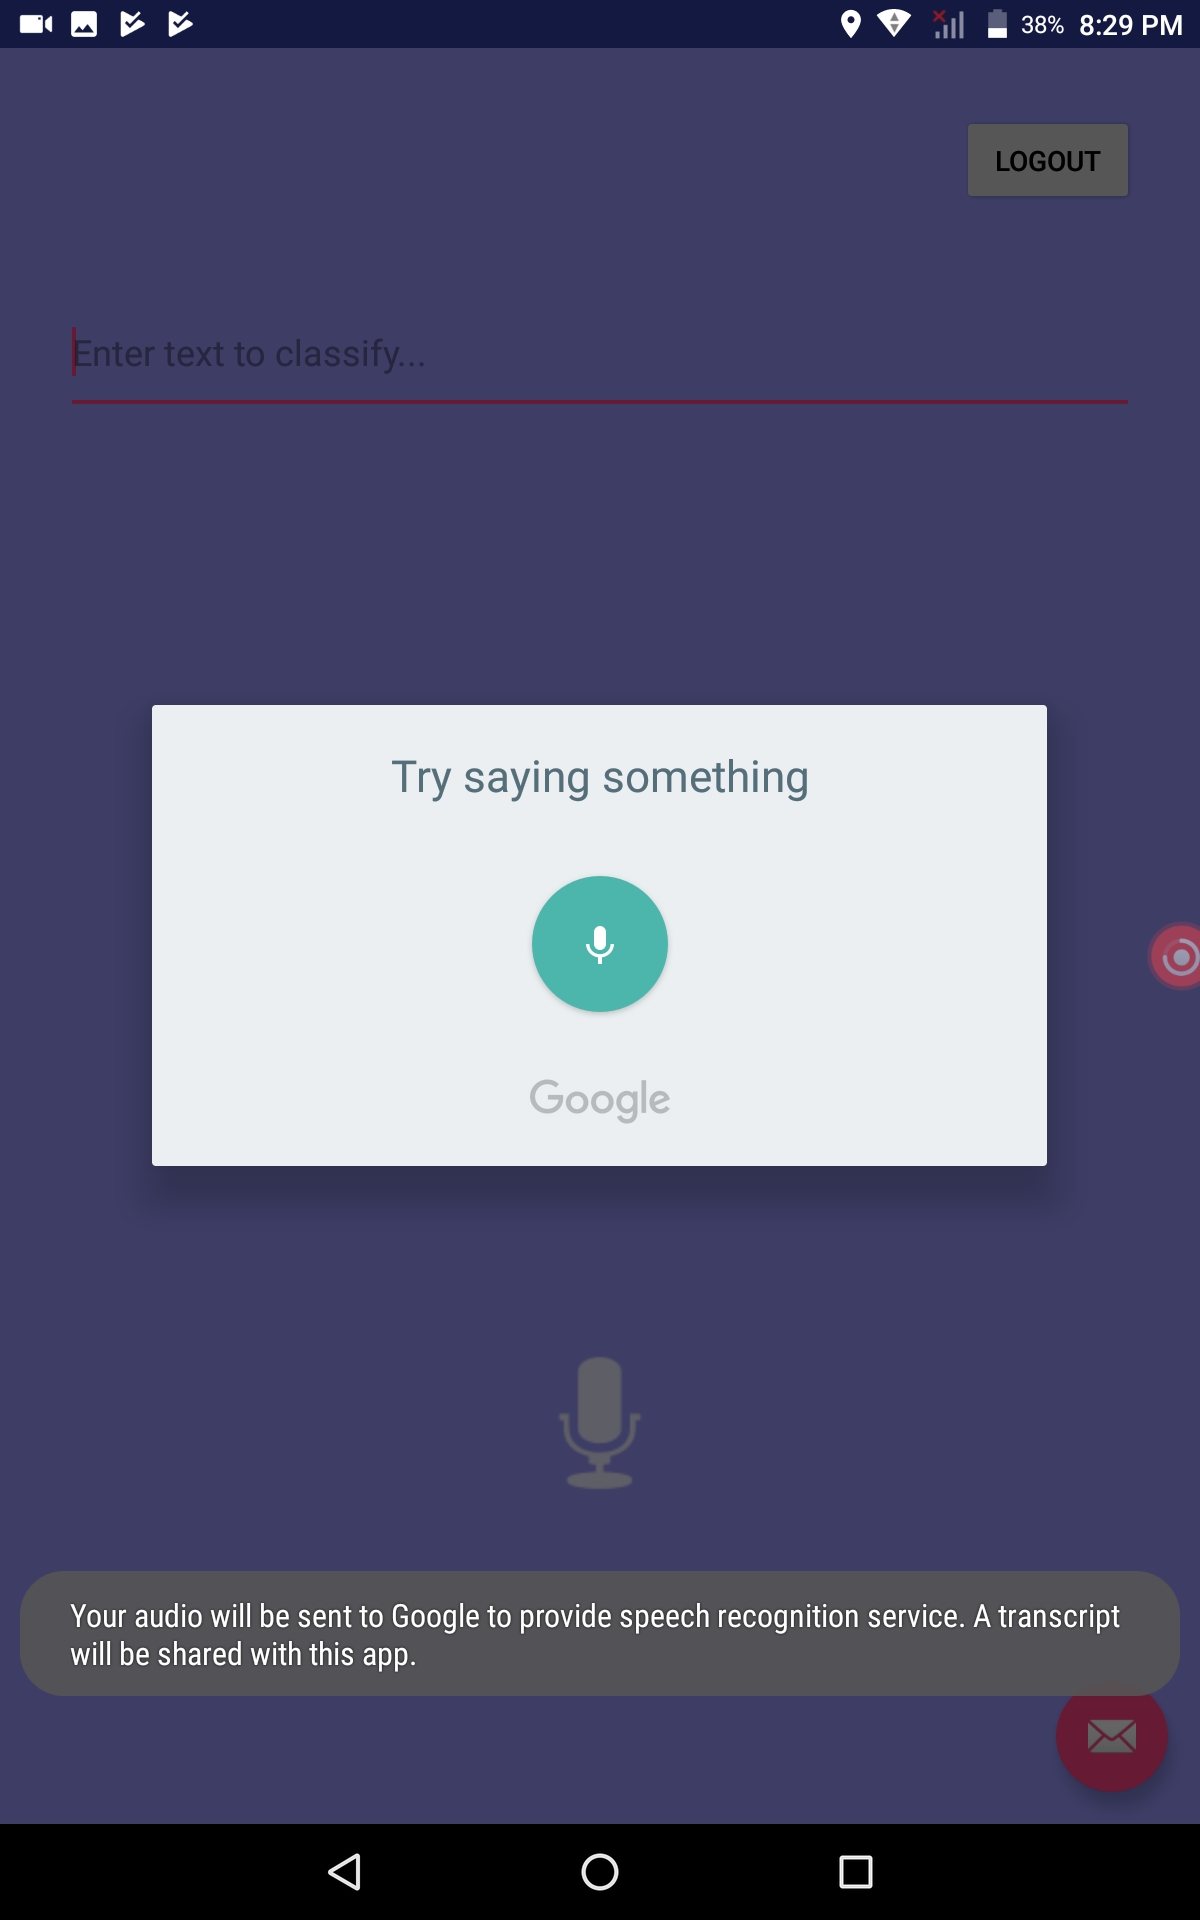 38% 8:29 PM
LOGOUT
Enter text to classify...
Try saying something
Google
Your audio will be sent to Google to provide speech recognition service. A transcript
will be shared with this app.